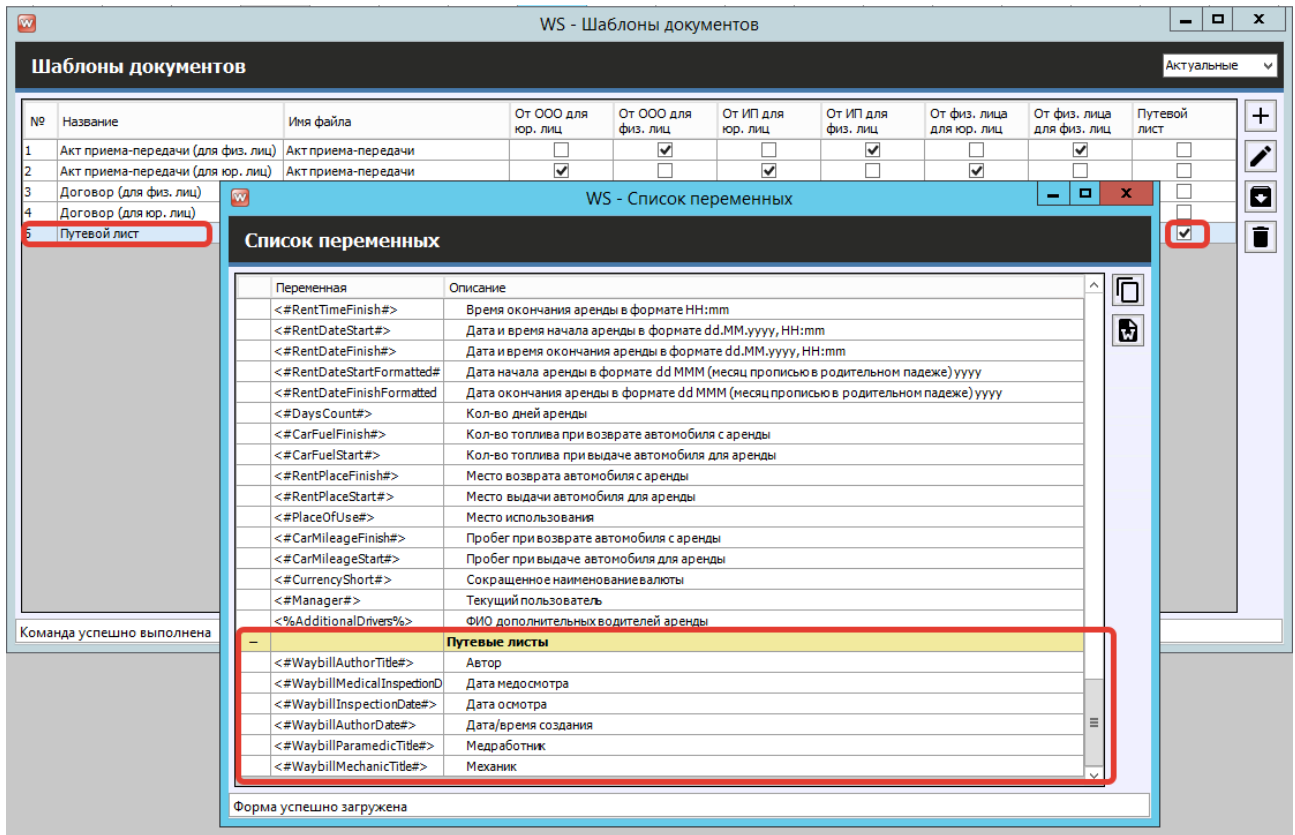 WS - Шаблоны документов
Шаблоны документов
Актуальные
№ Название Имя файла От ООО для юр. лиц От ООО для физ. лиц От ИП для юр. лиц От ИП для физ. лиц От физ. лица для юр. лиц От физ. лица для физ. лиц Путевой лист
1 Акт приема-передачи (для физ. лиц) Акт приема-передачи
2 Акт приема-передачи (для юр. лиц) Акт приема-передачи
3 Договор (для физ. лиц)
4 Договор (для юр. лиц)
5 Путевой лист
Команда успешно выполнена
WS - Список переменных
Список переменных
Переменная Описание
<#RentTimeFinish#> Время окончания аренды в формате HH:mm
<#RentDateStart#> Дата и время начала аренды в формате dd.MM.yyyy, HH:mm
<#RentDateFinish#> Дата и время окончания аренды в формате dd.MM.yyyy, HH:mm
<#RentDateStartFormatted# Дата начала аренды в формате dd MMM (месяц прописью в родительном падеже) yyyy
<#RentDateFinishFormatted Дата окончания аренды в формате dd MMM (месяц прописью в родительном падеже) yyyy
<#DaysCount#> Кол-во дней аренды
<#CarFuelFinish#> Кол-во топлива при возврате автомобиля с аренды
<#CarFuelStart#> Кол-во топлива при выдаче автомобиля для аренды
<#RentPlaceFinish#> Место возврата автомобиля с аренды
<#RentPlaceStart#> Место выдачи автомобиля для аренды
<#PlaceOfUse#> Место использования
<#CarMileageFinish#> Пробег при возврате автомобиля с аренды
<#CarMileageStart#> Пробег при выдаче автомобиля для аренды
<#CurrencyShort#> Сокращенное наименование валюты
<#Manager#> Текущий пользователь
<%AdditionalDrivers%> ФИО дополнительных водителей аренды
Путевые листы
<#WaybillAuthorTitle#> Автор
<#WaybillMedicalInspectionD Дата медосмотра
<#WaybillInspectionDate#> Дата осмотра
<#WaybillAuthorDate#> Дата/время создания
<#WaybillParamedicTitle#> Медработник
<#WaybillMechanicTitle#> Механик
Форма успешно загружена